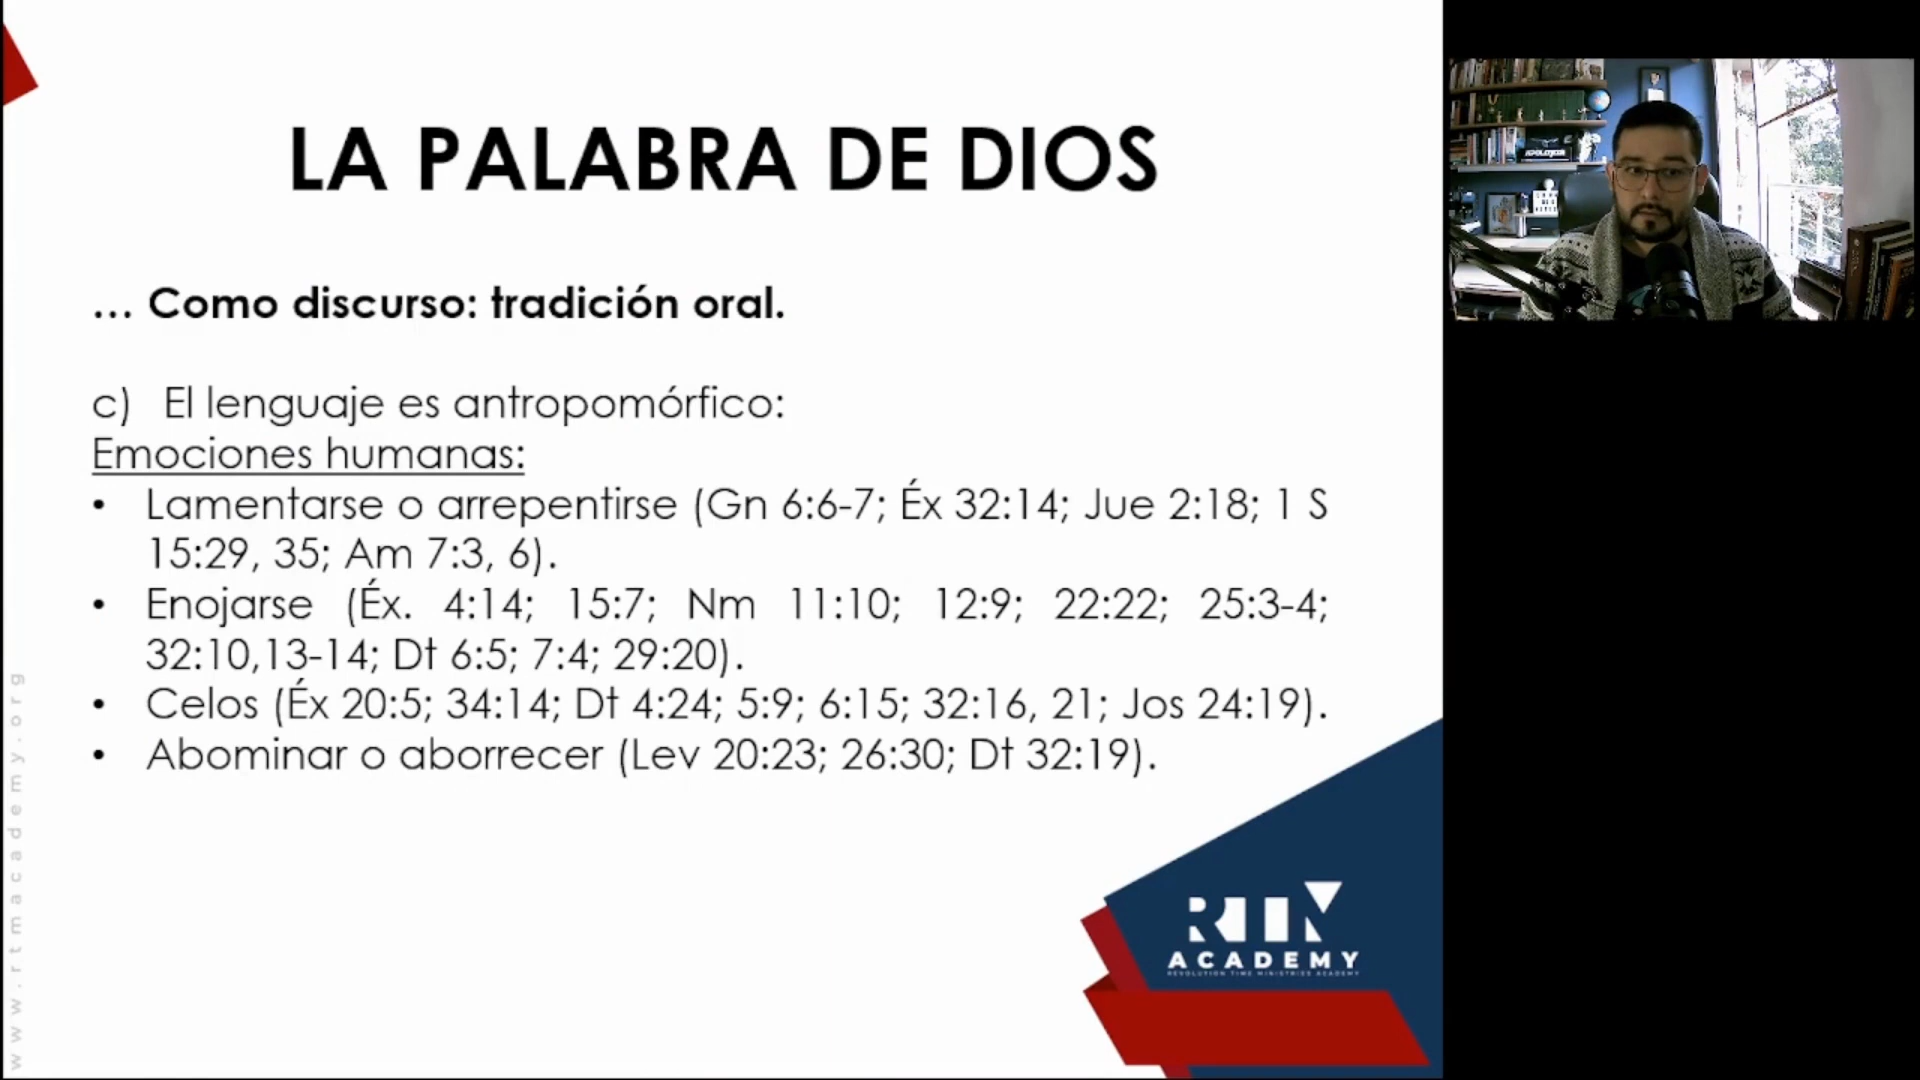 LA PALABRA DE DIOS
... Como discurso: tradición oral.
c) El lenguaje es antropomórfico:
Emociones humanas:
• Lamentarse o arrepentirse (Gn 6:6-7; Éx 32:14; Jue 2:18; 1 S
15:29, 35; Am 7:3, 6).
• Enojarse (Éx. 4:14; 15:7; Nm 11:10; 12:9; 22:22; 25:3-4;
32:10,13-14; Dt 6:5; 7:4; 29:20).
• Celos (Éx 20:5; 34:14; Dt 4:24; 5:9; 6:15; 32:16, 21; Jos 24:19).
• Abominar o aborrecer (Lev 20:23; 26:30; Dt 32:19).
www.rtmacademy.org
RTM
ACADEMY
REVOLUTION TIME MINISTRIES ACADEMY